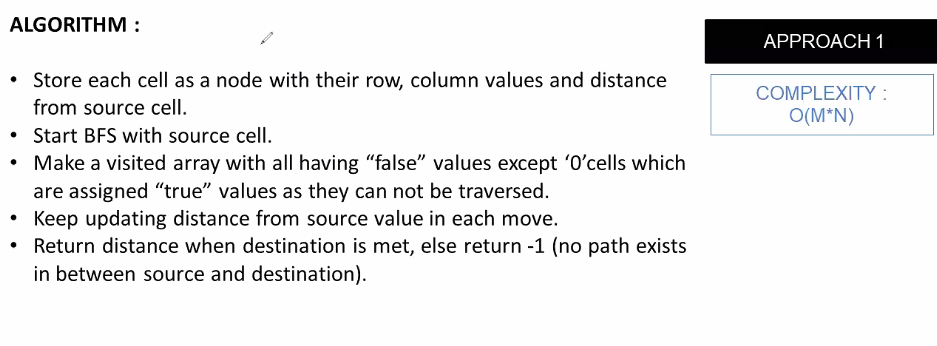 ALGORITHM :
• Store each cell as a node with their row, column values and distance
from source cell.
• Start BFS with source cell.
• Make a visited array with all having “false” values except ‘0’cells which
are assigned “true” values as they can not be traversed.
• Keep updating distance from source value in each move.
• Return distance when destination is met, else return -1 (no path exists
in between source and destination).
APPROACH 1
COMPLEXITY :
O(M*N)